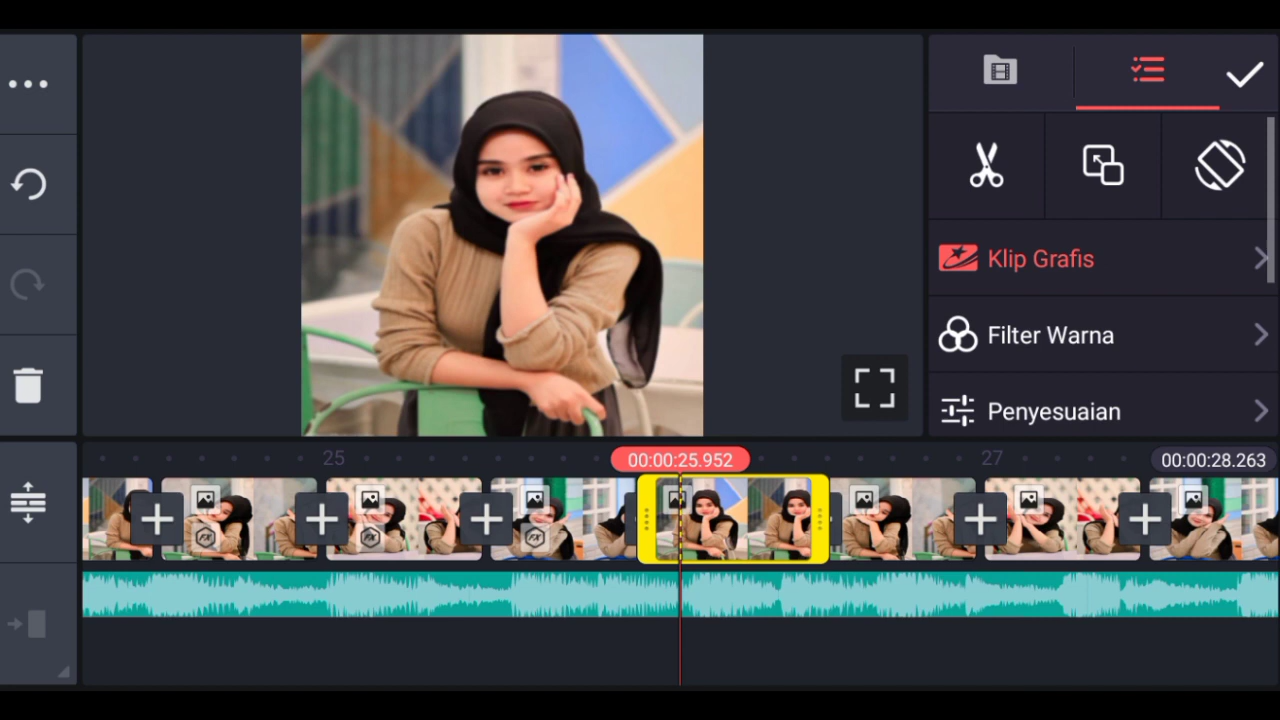 Klip Grafis
Filter Warna
Penyesuaian
25
00:00:25.952
27
00:00:28.263